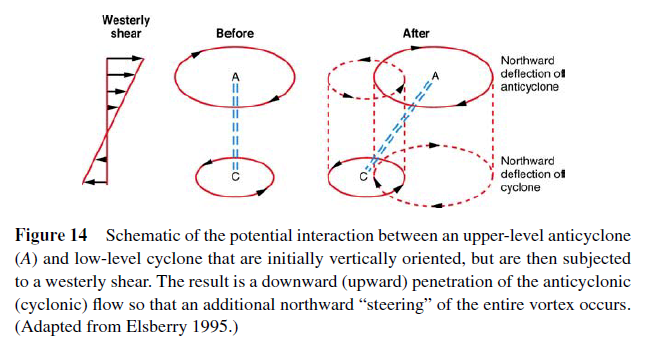 Westerly
shear
Before
After
A
C
A
C
Northward
deflection of
anticyclone
Northward
deflection of
cyclone
Figure 14 Schematic of the potential interaction between an upper-level anticyclone
(A) and low-level cyclone that are initially vertically oriented, but are then subjected
to a westerly shear. The result is a downward (upward) penetration of the anticyclonic
(cyclonic) flow so that an additional northward “steering” of the entire vortex occurs.
(Adapted from Elsberry 1995.)